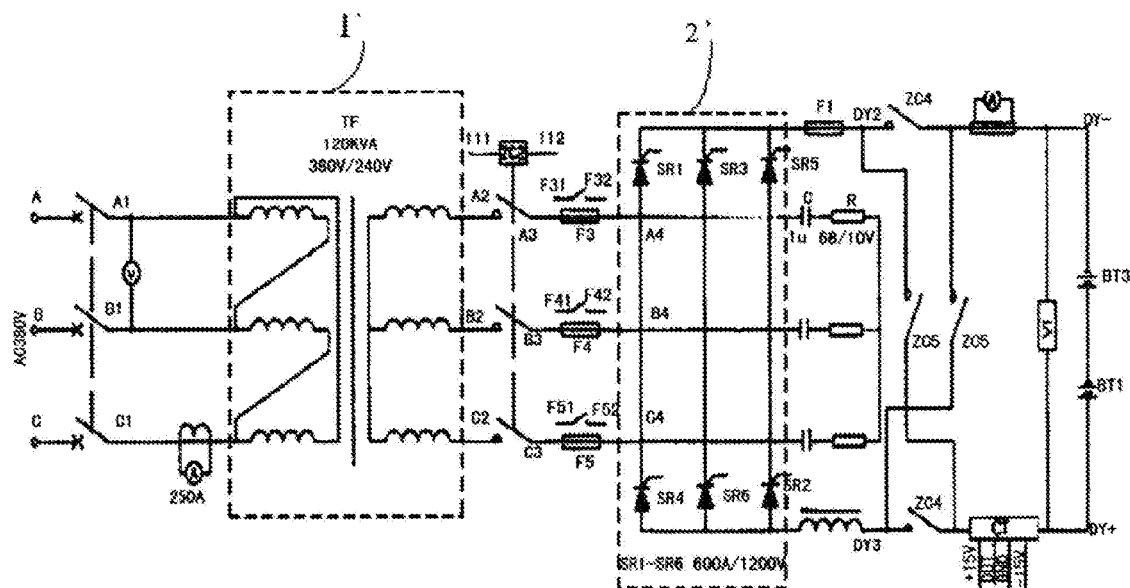 1
2
TF
120KVA
380V/240V
I11
I12
F1
DY2
ZC4
A
DY-
F31 F32
SR1
SR3
SR5
A
A1
A2
A3
F3
A4
C
R
1u 68/10V
V
AC380V
B
B1
B2
B3
F41 F42
F4
B4
ZC5
ZC5
BT3
BT1
C
C1
C2
C3
F51 F52
F5
C4
A
250A
SR4
SR6
SR2
DY3
ZC4
DY+
SR1-SR6 600A/1200V
+15V
-15V